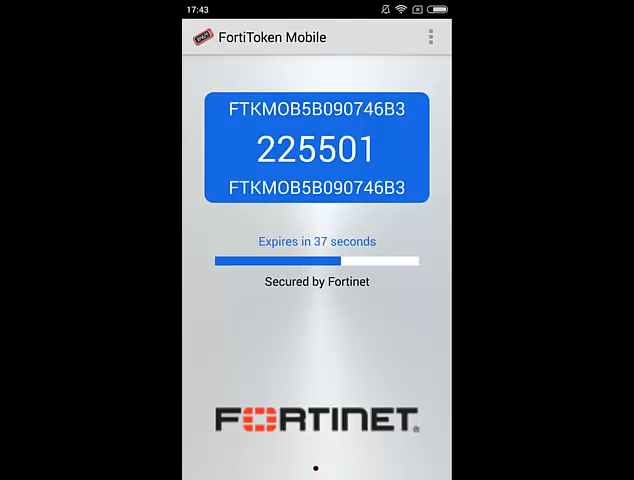 17:43
FortiToken Mobile
FTKMOB5B090746B3
225501
FTKMOB5B090746B3
Expires in 37 seconds
Secured by Fortinet
FORTINET